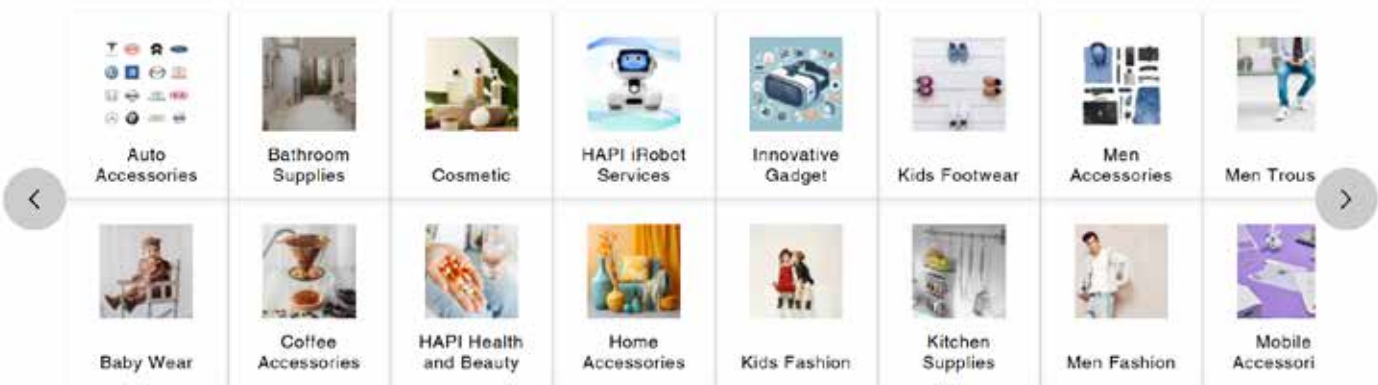 Auto
Accessories
Bathroom
Supplies
Cosmetic
HAPI iRobot
Services
Innovative
Gadget
Kids Footwear
Men
Accessories
Men Trous
Baby Wear
Coffee
Accessories
HAPI Health
and Beauty
Home
Accessories
Kids Fashion
Kitchen
Supplies
Men Fashion
Mobile
Accessori